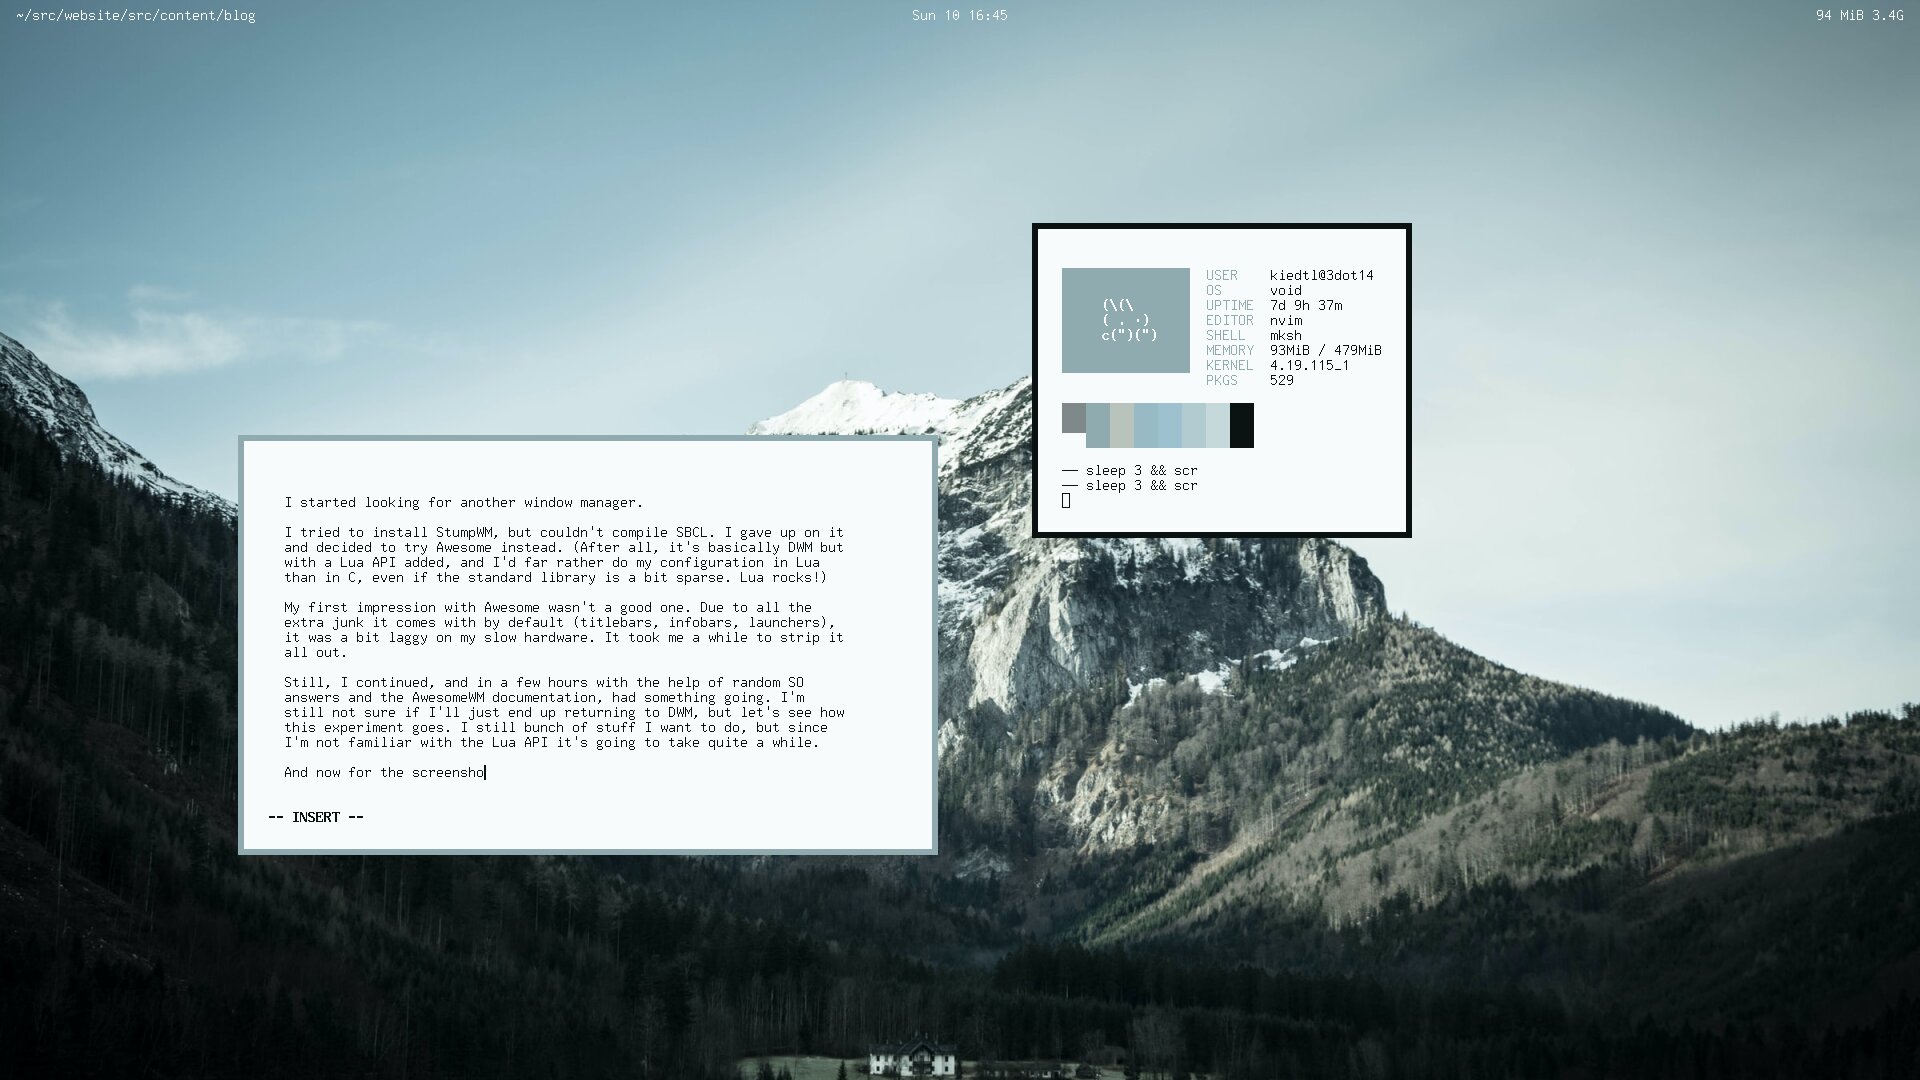 ~/src/website/src/content/blog
Sun 10 16:45
94 MiB 3.4G
(\(\
( . ·)
c(")(")
USER kiedtl@3dot14
OS void
UPTIME 7d 9h 37m
EDITOR nvim
SHELL mksh
MEMORY 93MiB / 479MiB
KERNEL 4.19.115_1
PKGS 529
—— sleep 3 && scr
—— sleep 3 && scr
I started looking for another window manager.
I tried to install StumpWM, but couldn't compile SBCL. I gave up on it
and decided to try Awesome instead. (After all, it's basically DWM but
with a Lua API added, and I'd far rather do my configuration in Lua
than in C, even if the standard library is a bit sparse. Lua rocks!)
My first impression with Awesome wasn't a good one. Due to all the
extra junk it comes with by default (titlebars, infobars, launchers),
it was a bit laggy on my slow hardware. It took me a while to strip it
all out.
Still, I continued, and in a few hours with the help of random SO
answers and the AwesomeWM documentation, had something going. I'm
still not sure if I'll just end up returning to DWM, but let's see how
this experiment goes. I still bunch of stuff I want to do, but since
I'm not familiar with the Lua API it's going to take quite a while.
And now for the screensho
-- INSERT --